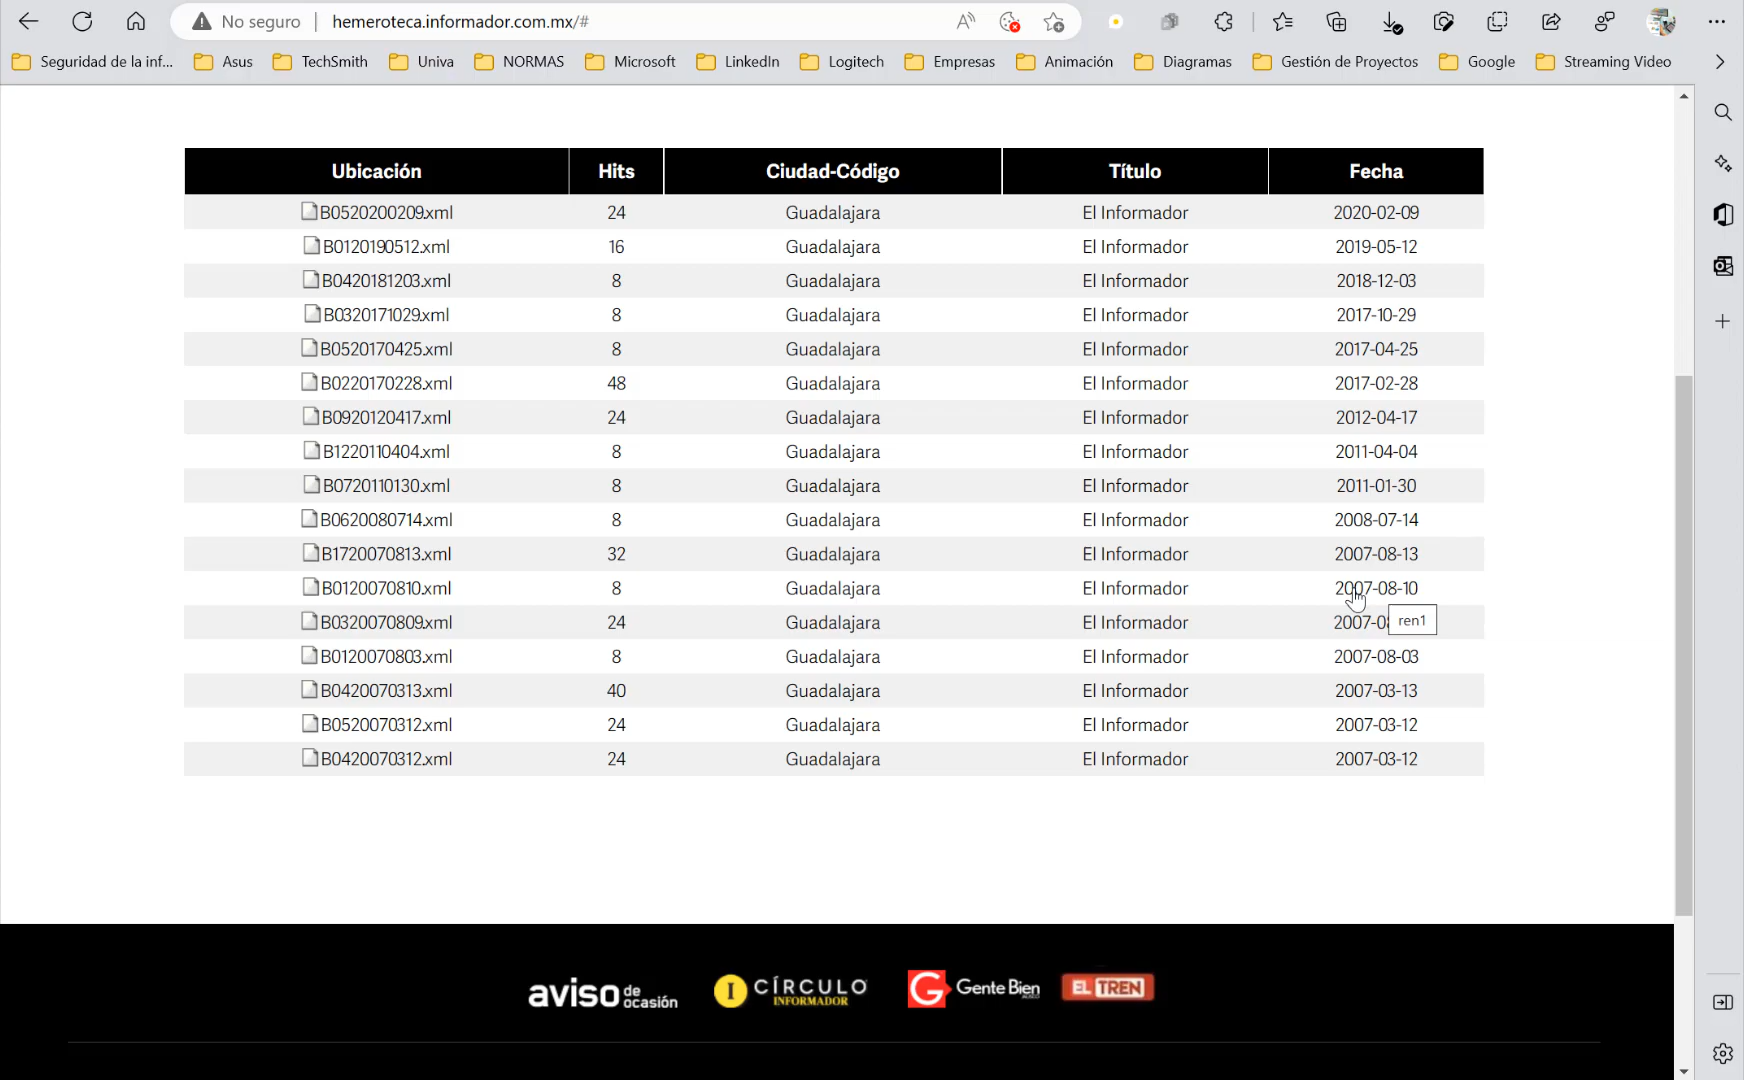 No seguro | hemeroteca.informador.com.mx/#
Seguridad de la inf... Asus TechSmith Univa NORMAS Microsoft LinkedIn Logitech Empresas Animación Diagramas Gestión de Proyectos Google Streaming Video
Ubicación Hits Ciudad-Código Título Fecha
B0520200209.xml 24 Guadalajara El Informador 2020-02-09
B0120190512.xml 16 Guadalajara El Informador 2019-05-12
B0420181203.xml 8 Guadalajara El Informador 2018-12-03
B0320171029.xml 8 Guadalajara El Informador 2017-10-29
B0520170425.xml 8 Guadalajara El Informador 2017-04-25
B0220170228.xml 48 Guadalajara El Informador 2017-02-28
B0920120417.xml 24 Guadalajara El Informador 2012-04-17
B1220110404.xml 8 Guadalajara El Informador 2011-04-04
B0720110130.xml 8 Guadalajara El Informador 2011-01-30
B0620080714.xml 8 Guadalajara El Informador 2008-07-14
B1720070813.xml 32 Guadalajara El Informador 2007-08-13
B0120070810.xml 8 Guadalajara El Informador 2007-08-10
B0320070809.xml 24 Guadalajara El Informador 2007-0 ren1
B0120070803.xml 8 Guadalajara El Informador 2007-08-03
B0420070313.xml 40 Guadalajara El Informador 2007-03-13
B0520070312.xml 24 Guadalajara El Informador 2007-03-12
B0420070312.xml 24 Guadalajara El Informador 2007-03-12
aviso de ocasión I CÍRCULO INFORMADOR G Gente Bien EL TREN